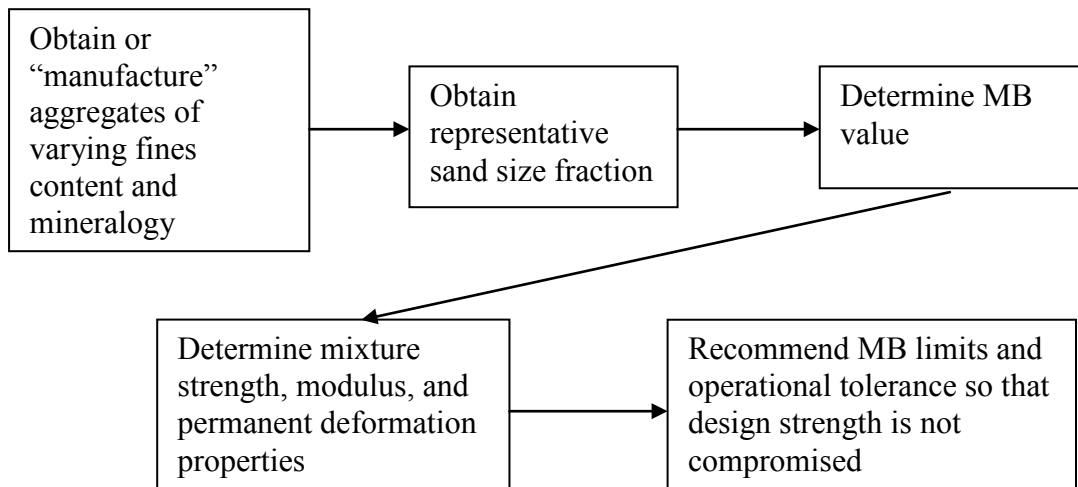 Obtain or
“manufacture”
aggregates of
varying fines
content and
mineralogy
Obtain
representative
sand size fraction
Determine MB
value
Determine mixture
strength, modulus, and
permanent deformation
properties
Recommend MB limits and
operational tolerance so that
design strength is not
compromised